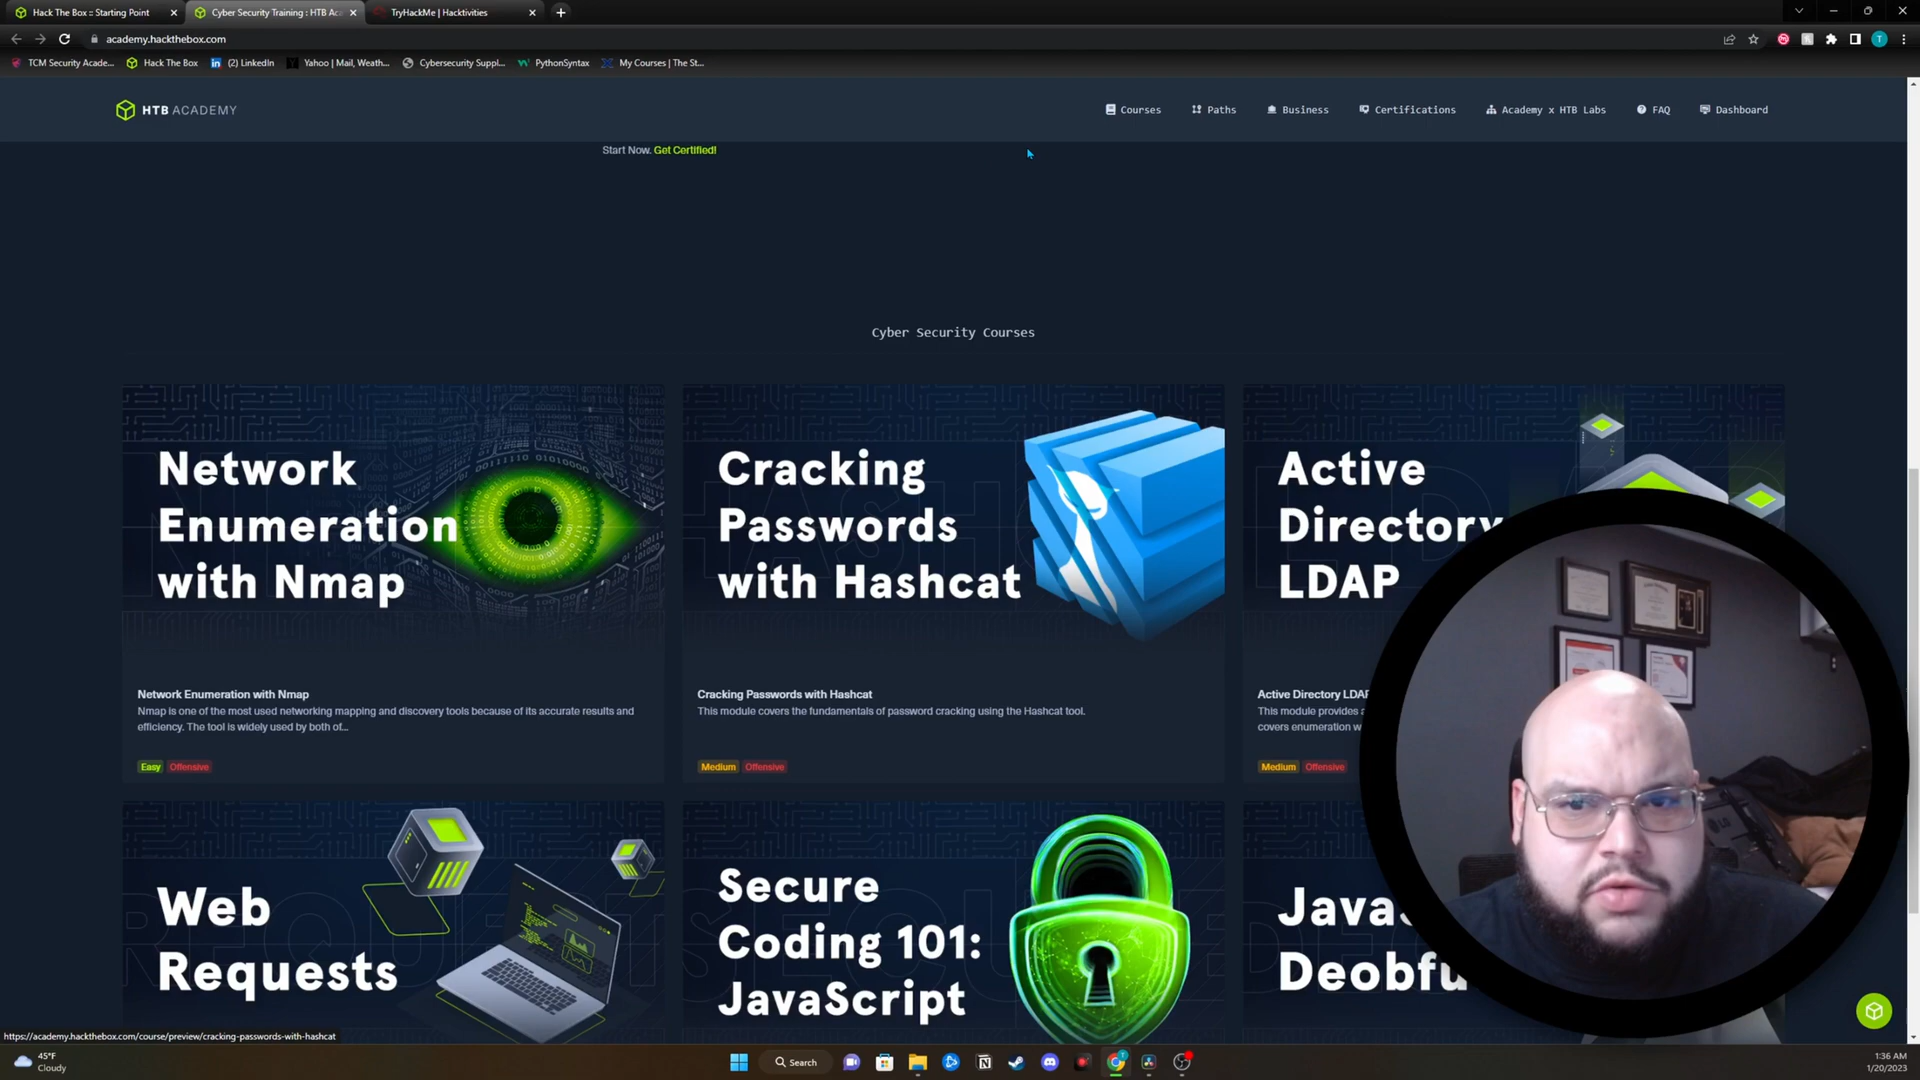 Hack The Box :: Starting Point
Cyber Security Training : HTB Aca
TryHackMe | Hacktivities
academy.hackthebox.com
TCM Security Acade...
Hack The Box
(2) LinkedIn
Yahoo | Mail, Weath...
Cybersecurity Suppl...
PythonSyntax
My Courses | The St...
HTB ACADEMY
Courses
Paths
Business
Certifications
Academy x HTB Labs
FAQ
Dashboard
Start Now. Get Certified!
Cyber Security Courses
Network
Enumeration
with Nmap
Cracking
Passwords
with Hashcat
Active
Directory
LDAP
Network Enumeration with Nmap
Nmap is one of the most used networking mapping and discovery tools because of its accurate results and
efficiency. The tool is widely used by both of...
Easy Offensive
Cracking Passwords with Hashcat
This module covers the fundamentals of password cracking using the Hashcat tool.
Medium Offensive
Active Directory LDAP
This module provides a
covers enumeration w
Medium Offensive
Web
Requests
Secure
Coding 101:
JavaScript
Javas
Deobfu
https://academy.hackthebox.com/course/preview/cracking-passwords-with-hashcat
45°F
Cloudy
Search
1:36 AM
1/20/2023